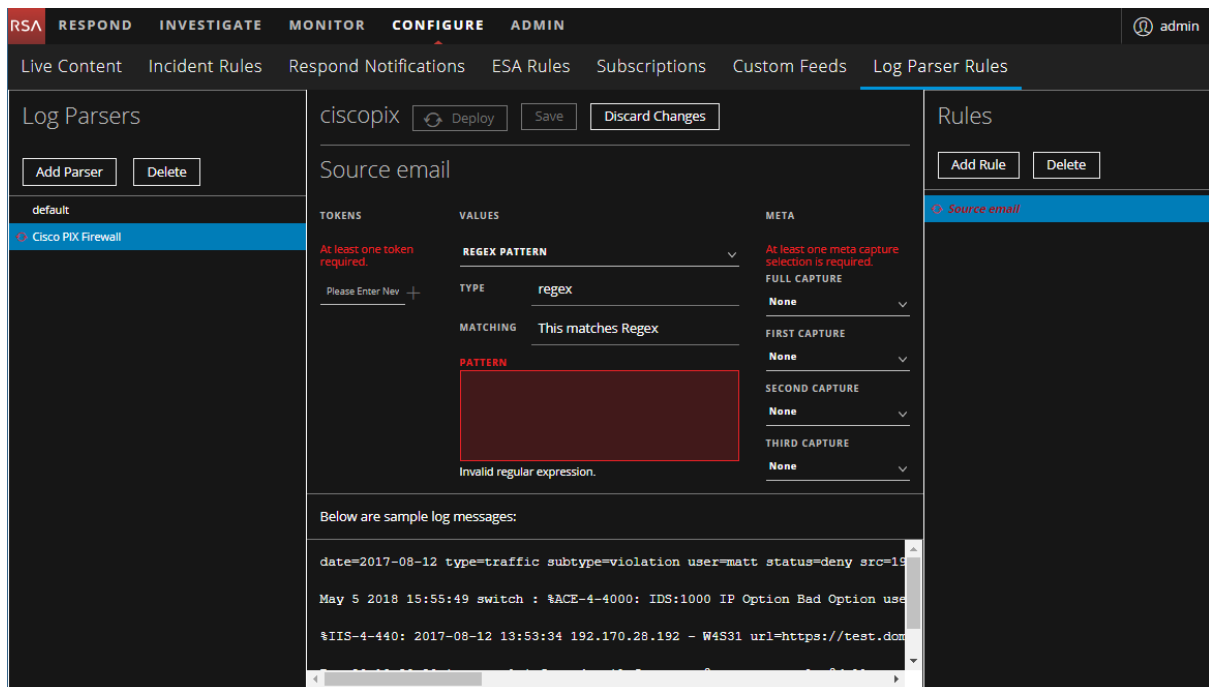 RSA RESPOND INVESTIGATE MONITOR CONFIGURE ADMIN admin
Live Content Incident Rules Respond Notifications ESA Rules Subscriptions Custom Feeds Log Parser Rules
Log Parsers
Add Parser Delete
default
Cisco PIX Firewall
ciscopix Deploy Save Discard Changes
Source email
TOKENS
At least one token
required.
Please Enter Nev
VALUES
REGEX PATTERN
TYPE regex
MATCHING This matches Regex
PATTERN
Invalid regular expression.
META
At least one meta capture
selection is required.
FULL CAPTURE
None
FIRST CAPTURE
None
SECOND CAPTURE
None
THIRD CAPTURE
None
Below are sample log messages:
date=2017-08-12 type=traffic subtype=violation user=matt status=deny src=19
May 5 2018 15:55:49 switch : %ACE-4-4000: IDS:1000 IP Option Bad Option use
%IIS-4-440: 2017-08-12 13:53:34 192.170.28.192 - W4S31 url=https://test.dom
Rules
Add Rule Delete
Source email